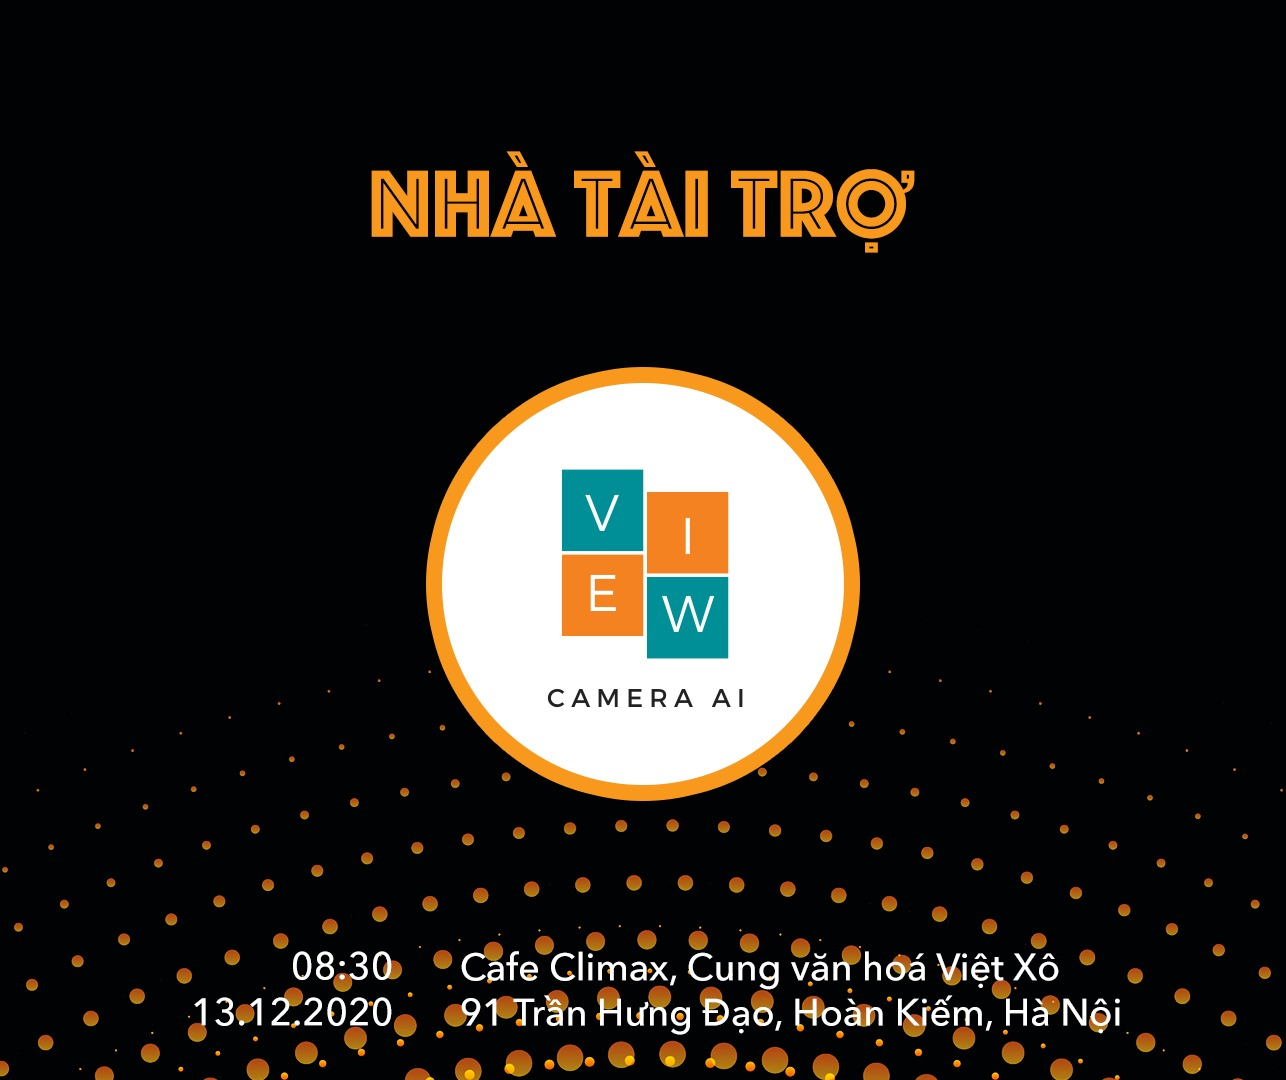 NHÀ TÀI TRỢ
V I
E W
CAMERA AI
08:30 Cafe Climax, Cung văn hoá Việt Xô
13.12.2020 91 Trần Hưng Đạo, Hoàn Kiếm, Hà Nội